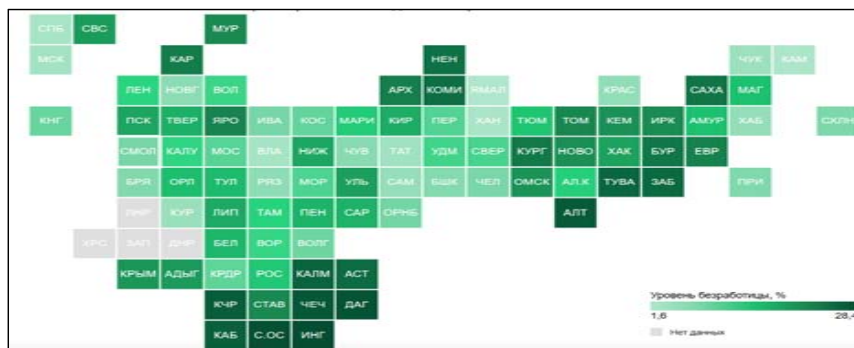 СПБ СВС МУР
МСК КАР НЕН ЧУК КАМ
ЛЕН НОВГ ВОЛ АРХ КОМИ ЯМАЛ КРАС САХА МАГ
КНГ ПСК ТВЕР ЯРО ИВА КОС МАРИ КИР ПЕР ХАН ТЮМ ТОМ КЕМ ИРК АМУР ХАБ СХЛН
СМОЛ КАЛУ МОС ВЛА НИЖ ЧУВ ТАТ УДМ СВЕР КУРГ НОВО ХАК БУР ЕВР
БРЯ ОРЛ ТУЛ РЯЗ МОР УЛЬ САМ БШК ЧЕЛ ОМСК АЛ.К ТУВА ЗАБ ПРИ
ЛНР КУР ЛИП ТАМ ПЕН САР ОРНБ АЛТ
ХРС ЗАП ДНР БЕЛ ВОР ВОЛГ
КРЫМ АДЫГ КРДР РОС КАЛМ АСТ
КЧР СТАВ ЧЕЧ ДАГ
КАБ С.ОС ИНГ
Уровень безработицы, %
1,6 28,4
Нет данных